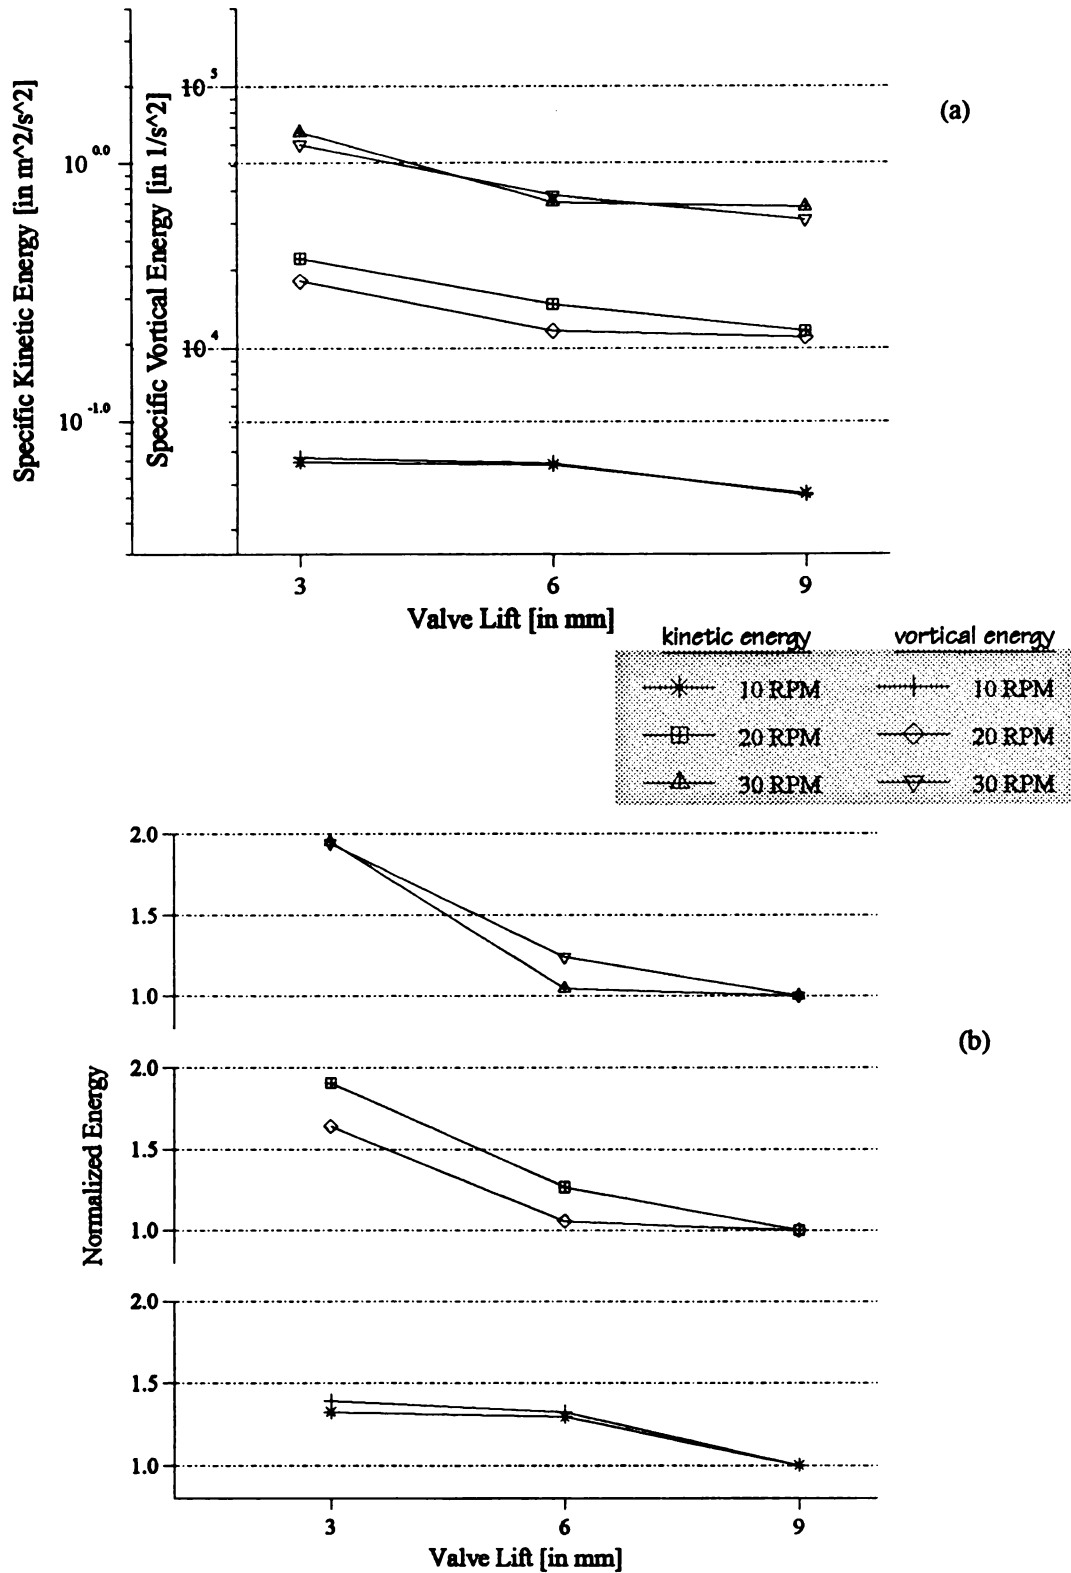 Specific Kinetic Energy [in m^2/s^2]
10^0.0
10^-1.0
Specific Vortical Energy [in 1/s^2]
10^5
10^4
(a)
3 6 9
Valve Lift [in mm]
kinetic energy vortical energy
10 RPM 10 RPM
20 RPM 20 RPM
30 RPM 30 RPM
Normalized Energy
2.0
1.5
1.0
(b)
2.0
1.5
1.0
2.0
1.5
1.0
3 6 9
Valve Lift [in mm]